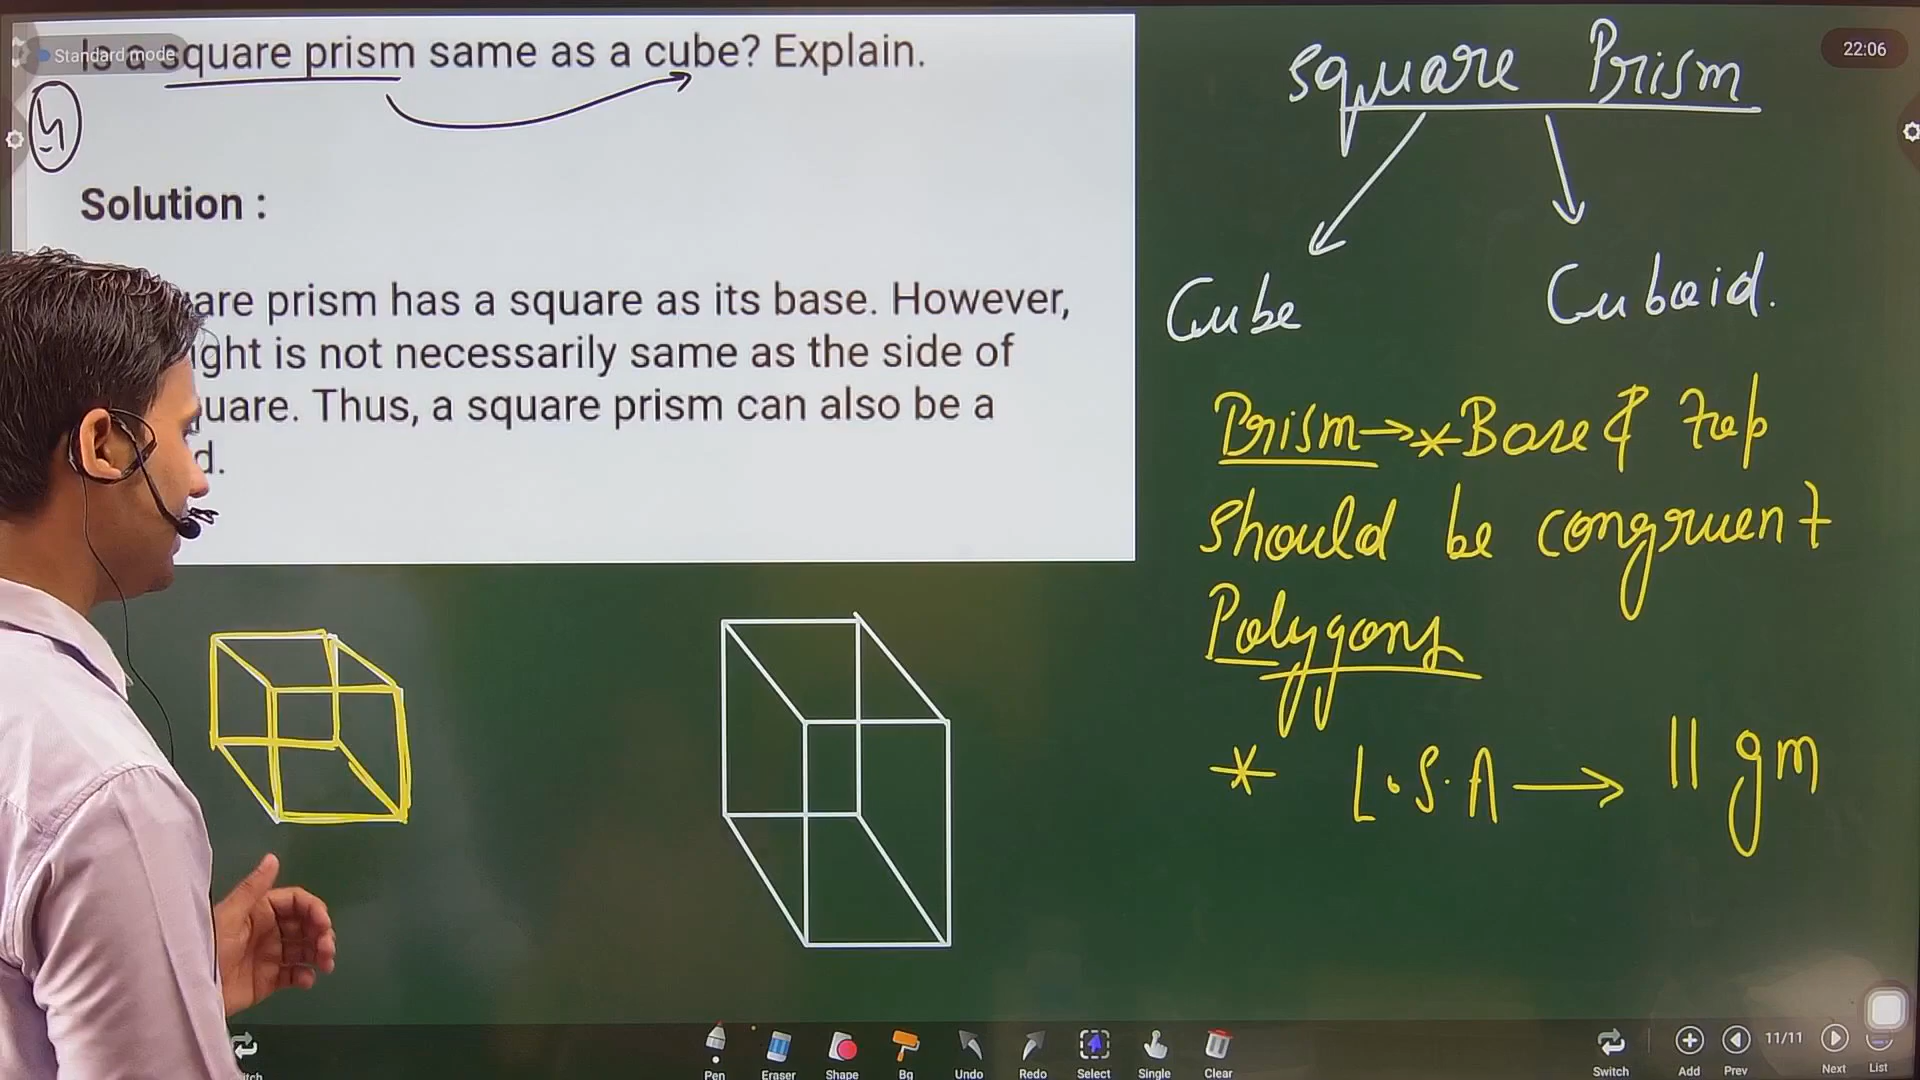 Standard mode
Is a square prism same as a cube? Explain.
4
Solution :
are prism has a square as its base. However,
ight is not necessarily same as the side of
uare. Thus, a square prism can also be a
d.
square Prism
22:06
Cube
Cuboid.
Prism→*Base & top
should be congruent
Polygons
* L.S.A → || gm
Pen
Eraser
Shape
Bg
Undo
Redo
Select
Single
Clear
Switch
Add
Prev
11/11
Next
List